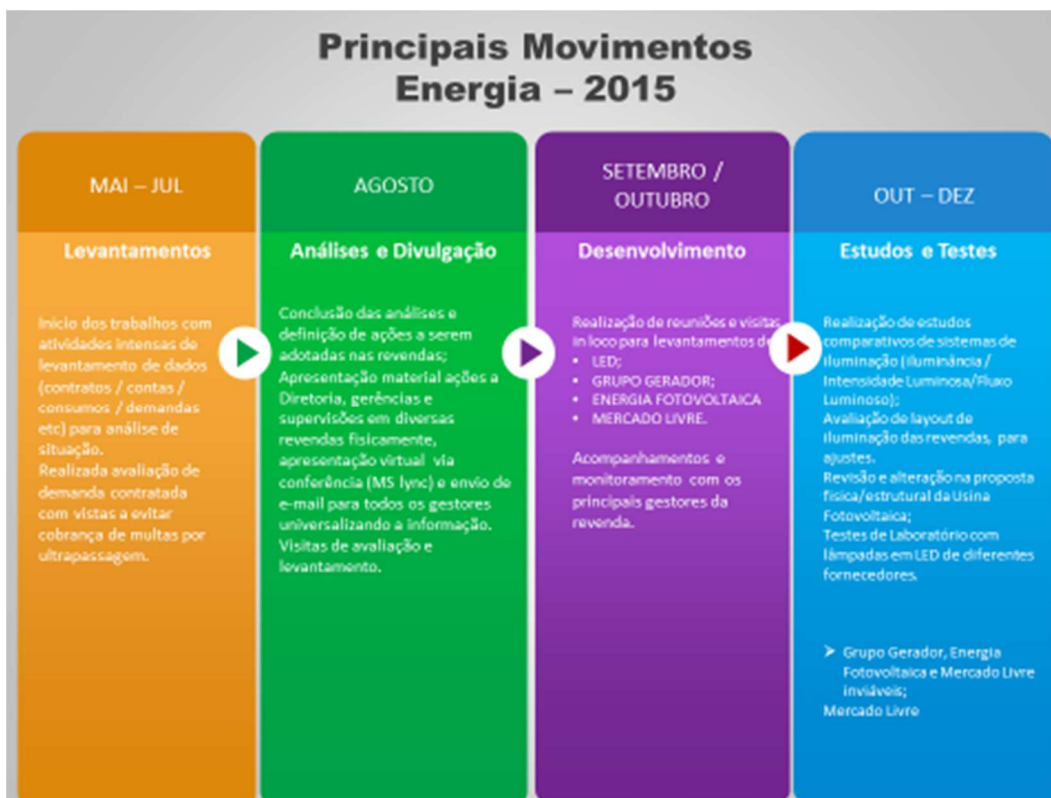 Principais Movimentos
Energia – 2015
MAI – JUL
Levantamentos
Inicio dos trabalhos com
atividades intensas de
levantamento de dados
(contratos / contas /
consumos / demandas
etc) para análise de
situação.
Realizada avaliação de
demanda contratada
com vistas a evitar
cobrança de multas por
ultrapassagem.
AGOSTO
Análises e Divulgação
Conclusão das análises e
definição de ações a serem
adotadas nas revendas;
Apresentação material ações a
Diretoria, gerências e
supervisões em diversas
revendas fisicamente,
apresentação virtual via
conferência (MS lync) e envio de
e-mail para todos os gestores
universalizando a informação.
Visitas de avaliação e
levantamento.
SETEMBRO /
OUTUBRO
Desenvolvimento
Realização de reuniões e visitas
in loco para levantamentos
• LED;
• GRUPO GERADOR;
• ENERGIA FOTOVOLTAICA
• MERCADO LIVRE.
Acompanhamentos e
monitoramento com os
principais gestores da
revenda.
OUT – DEZ
Estudos e Testes
Realização de estudos
comparativos de sistemas de
iluminação (iluminância /
Intensidade Luminosa/Fluxo
Luminoso);
Avaliação de layout de
iluminação das revendas, para
ajustes.
Revisão e alteração na proposta
física/estrutural da Usina
Fotovoltaica;
Testes de Laboratório com
lâmpadas em LED de diferentes
fornecedores.
➢ Grupo Gerador, Energia
Fotovoltaica e Mercado Livre
inviáveis;
Mercado Livre